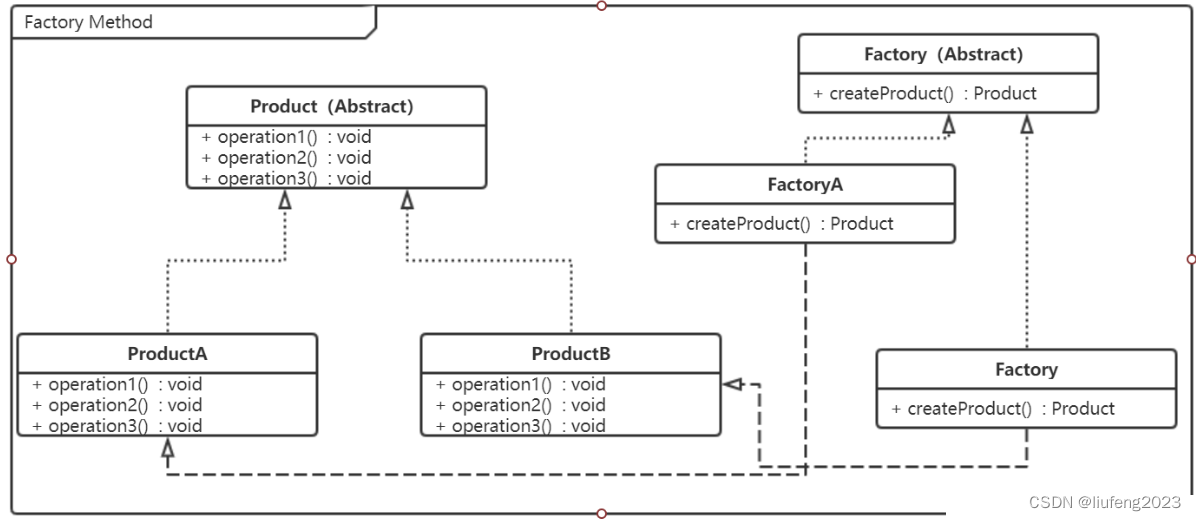 Factory Method
Product (Abstract)
+ operation1() : void
+ operation2() : void
+ operation3() : void
Factory (Abstract)
+ createProduct() : Product
FactoryA
+ createProduct() : Product
ProductA
+ operation1() : void
+ operation2() : void
+ operation3() : void
ProductB
+ operation1() : void
+ operation2() : void
+ operation3() : void
Factory
+ createProduct() : Product
CSDN @liufeng2023